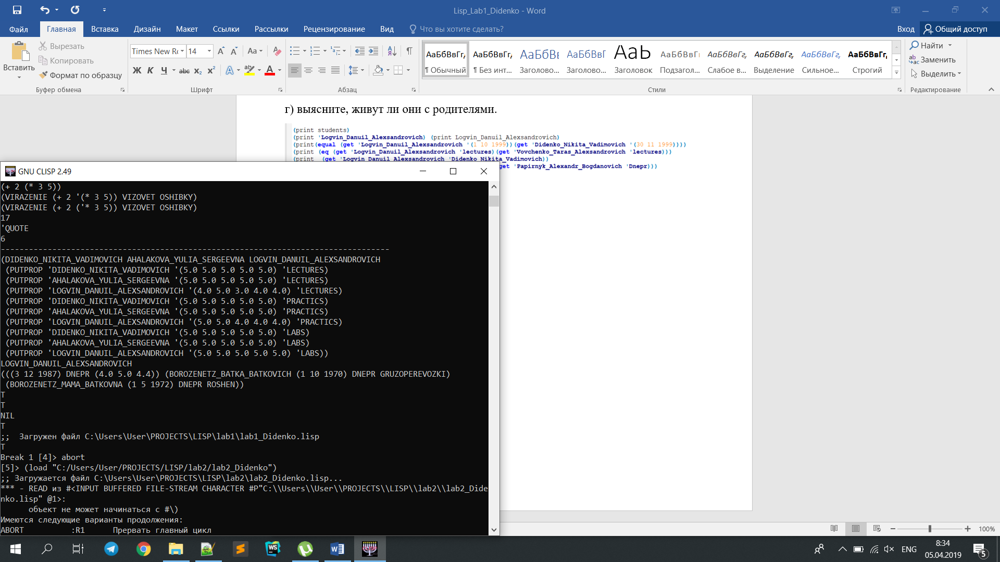 Lisp_Lab1_Didenko - Word
Файл
Главная
Вставка
Дизайн
Макет
Ссылки
Рассылки
Рецензирование
Вид
Что вы хотите сделать?
Вход
Общий доступ
Вставить
Вырезать
Копировать
Формат по образцу
Буфер обмена
Times New Rc
14
Шрифт
Абзац
АаБбВвГг,
АаБбВвГг,
АаБбВı
АаБбВвГ
АаЬ
АаБбВвГı
АаБбВвГг,
АаБбВвГг,
АаБбВвГг,
АаБбВвГг,
¶ Обычный
¶ Без инт...
Заголово...
Заголово...
Заголовок
Подзагол...
Слабое в...
Выделение
Сильное...
Строгий
Стили
Найти
Заменить
Выделить
Редактирование
г) выясните, живут ли они с родителями.
(print students)
(print 'Logvin_Danuil_Alexsandrovich) (print Logvin_Danuil_Alexsandrovich)
(print(equal (get 'Logvin_Danuil_Alexsandrovich '(1 10 1999))(get 'Didenko_Nikita_Vadimovich '(30 11 1999))))
(print (eq (get 'Logvin_Danuil_Alexsandrovich 'lectures)(get 'Vovchenko_Taras_Alexsandrovich 'lectures)))
(print (get 'Logvin_Danuil_Alexsandrovich 'Didenko_Nikita_Vadimovich))
get 'Papirnyk_Alexandr_Bogdanovich 'Dnepr)))
GNU CLISP 2.49
(+ 2 (* 3 5))
(VIRAZENIE (+ 2 '(* 3 5)) VIZOVET OSHIBKY)
(VIRAZENIE (+ 2 ('* 3 5)) VIZOVET OSHIBKY)
17
'QUOTE
6
-----------------------------------------------------------------------------------
(DIDENKO_NIKITA_VADIMOVICH AHALAKOVA_YULIA_SERGEEVNA LOGVIN_DANUIL_ALEXSANDROVICH
(PUTPROP 'DIDENKO_NIKITA_VADIMOVICH '(5.0 5.0 5.0 5.0 5.0) 'LECTURES)
(PUTPROP 'AHALAKOVA_YULIA_SERGEEVNA '(5.0 5.0 5.0 5.0 5.0) 'LECTURES)
(PUTPROP 'LOGVIN_DANUIL_ALEXSANDROVICH '(4.0 5.0 3.0 4.0 4.0) 'LECTURES)
(PUTPROP 'DIDENKO_NIKITA_VADIMOVICH '(5.0 5.0 5.0 5.0 5.0) 'PRACTICS)
(PUTPROP 'AHALAKOVA_YULIA_SERGEEVNA '(5.0 5.0 5.0 5.0 5.0) 'PRACTICS)
(PUTPROP 'LOGVIN_DANUIL_ALEXSANDROVICH '(5.0 5.0 4.0 4.0 4.0) 'PRACTICS)
(PUTPROP 'DIDENKO_NIKITA_VADIMOVICH '(5.0 5.0 5.0 5.0 5.0) 'LABS)
(PUTPROP 'AHALAKOVA_YULIA_SERGEEVNA '(5.0 5.0 5.0 5.0 5.0) 'LABS)
(PUTPROP 'LOGVIN_DANUIL_ALEXSANDROVICH '(5.0 5.0 5.0 5.0 5.0) 'LABS))
LOGVIN_DANUIL_ALEXSANDROVICH
(((3 12 1987) DNEPR (4.0 5.0 4.4)) (BOROZENETZ_BATKA_BATKOVICH (1 10 1970) DNEPR GRUZOPEREVOZKI)
(BOROZENETZ_MAMA_BATKOVNA (1 5 1972) DNEPR ROSHEN))
T
T
NIL
T
;;  Загружен файл C:\Users\User\PROJECTS\LISP\lab1\lab1_Didenko.lisp
T
Break 1 [4]> abort
[5]> (load "C:/Users/User/PROJECTS/LISP/lab2/lab2_Didenko")
;; Загружается файл C:\Users\User\PROJECTS\LISP\lab2\lab2_Didenko.lisp...
*** - READ из #<INPUT BUFFERED FILE-STREAM CHARACTER #P"C:\\Users\\User\\PROJECTS\\LISP\\lab2\\lab2_Dide
nko.lisp" @1>:
объект не может начинаться с #\)
Имеются следующие варианты продолжения:
ABORT          :R1      Прервать главный цикл
100%
ENG
8:34
05.04.2019
5